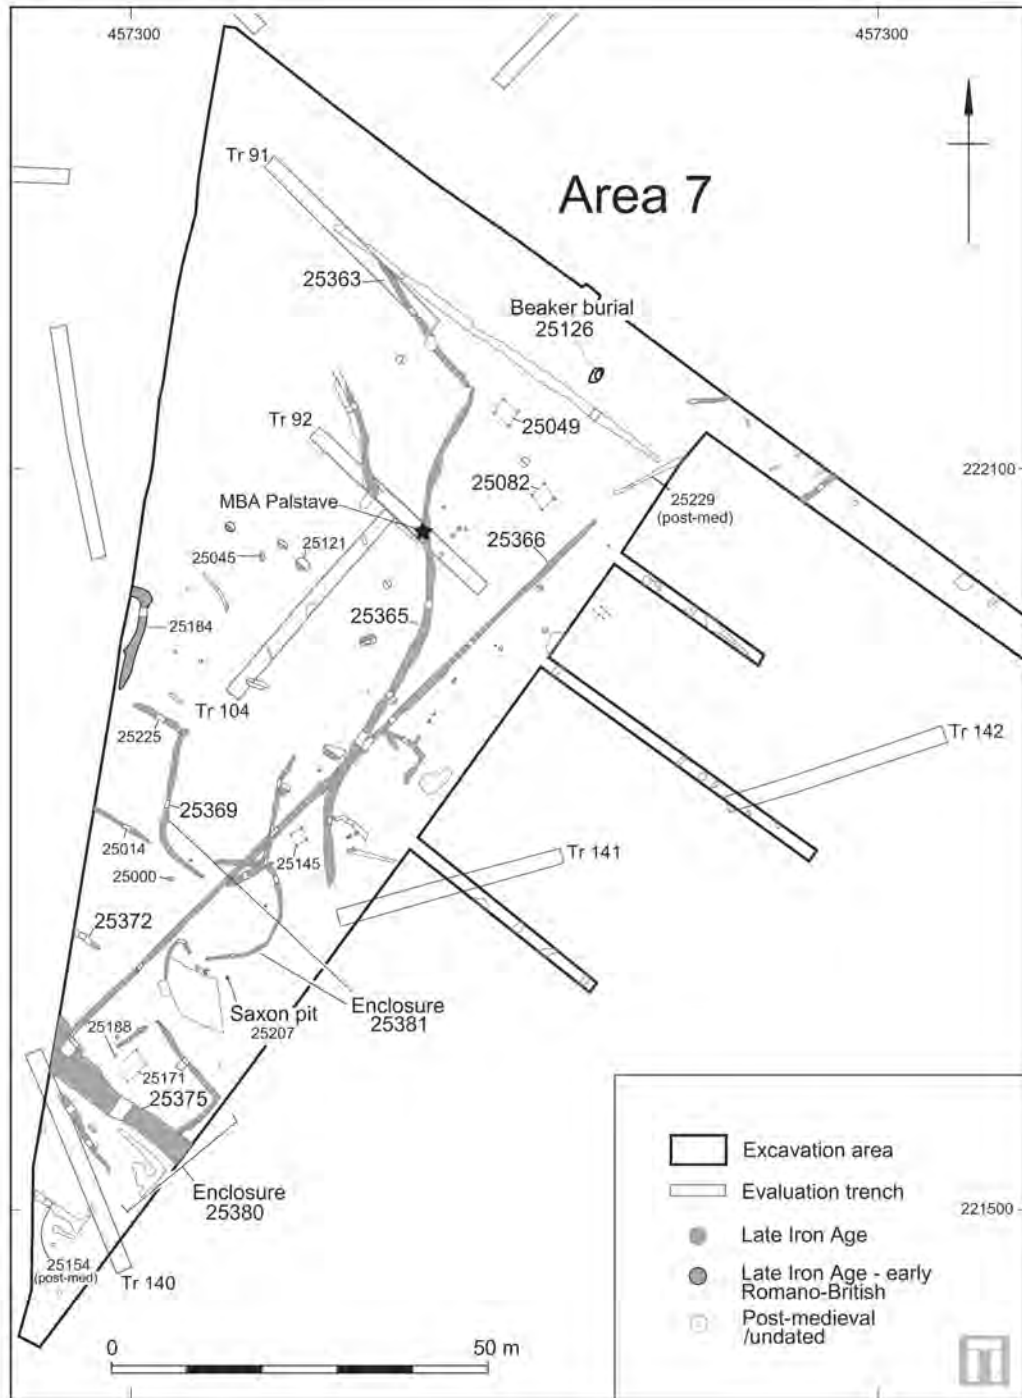 457300
457300
Tr 91
Area 7
25363
Beaker burial
25126
Tr 92
25049
25082
222100
MBA Palstave
25229
(post-med)
25366
25045
25121
25365
25184
Tr 104
25225
Tr 142
25369
25014
25145
Tr 141
25000
25372
Enclosure
25381
Saxon pit
25207
25188
25171
25375
Enclosure
25380
25154
(post-med)
Tr 140
0
50 m
Excavation area
Evaluation trench
221500
Late Iron Age
Late Iron Age - early
Romano-British
Post-medieval
/undated